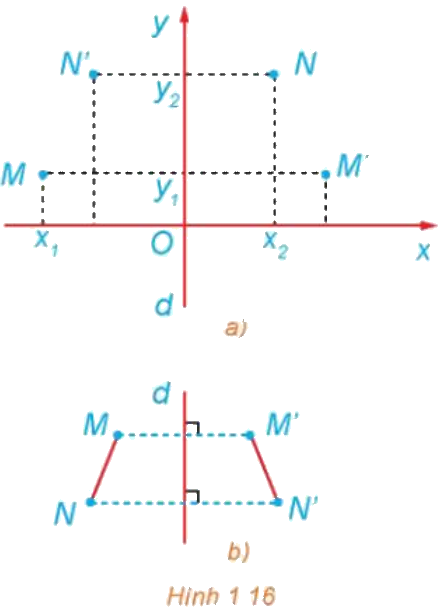 y
N' N
y2
M M'
y1
x1 O x2 x
d
a)
d
M M'
N N'
b)
Hình 1 16